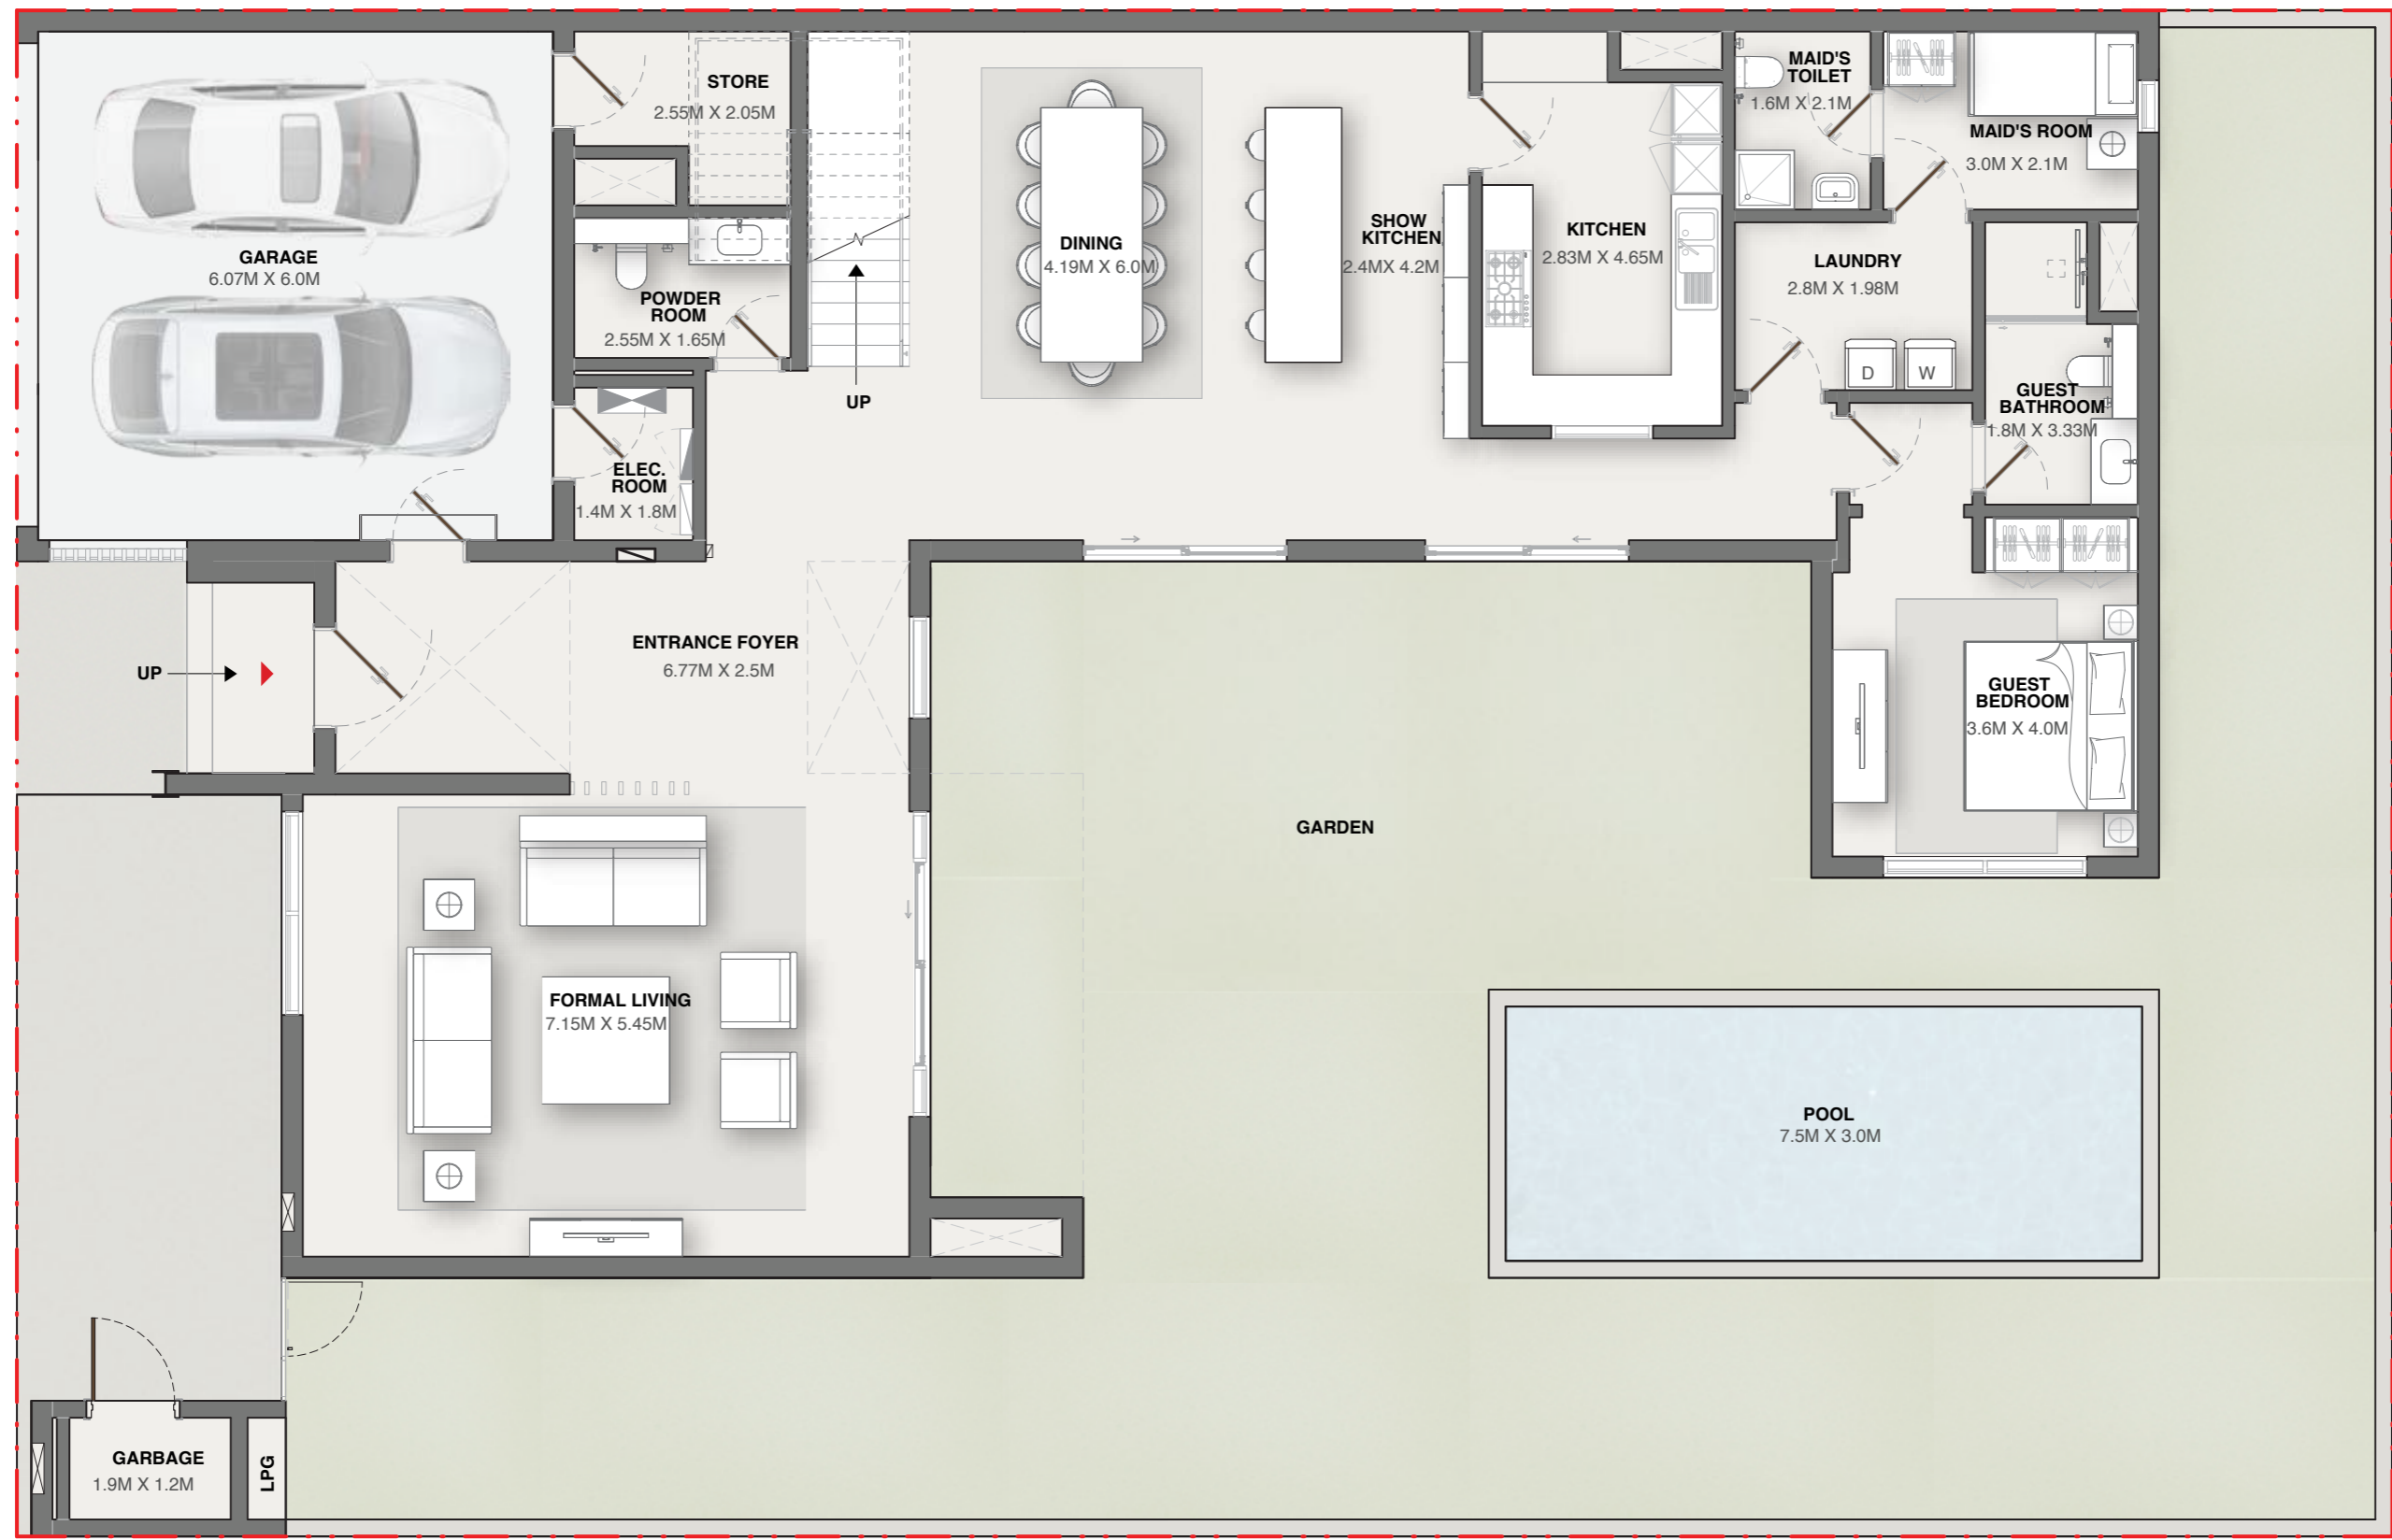 STORE
2.55M X 2.05M
MAID'S
TOILET
1.6M X 2.1M
MAID'S ROOM
3.0M X 2.1M
GARAGE
6.07M X 6.0M
POWDER
ROOM
2.55M X 1.65M
UP
DINING
4.19M X 6.0M
SHOW
KITCHEN
2.4MX 4.2M
KITCHEN
2.83M X 4.65M
LAUNDRY
2.8M X 1.98M
D
W
GUEST
BATHROOM
1.8M X 3.33M
ELEC.
ROOM
1.4M X 1.8M
UP
ENTRANCE FOYER
6.77M X 2.5M
GUEST
BEDROOM
3.6M X 4.0M
GARDEN
FORMAL LIVING
7.15M X 5.45M
POOL
7.5M X 3.0M
GARBAGE
1.9M X 1.2M
LPG